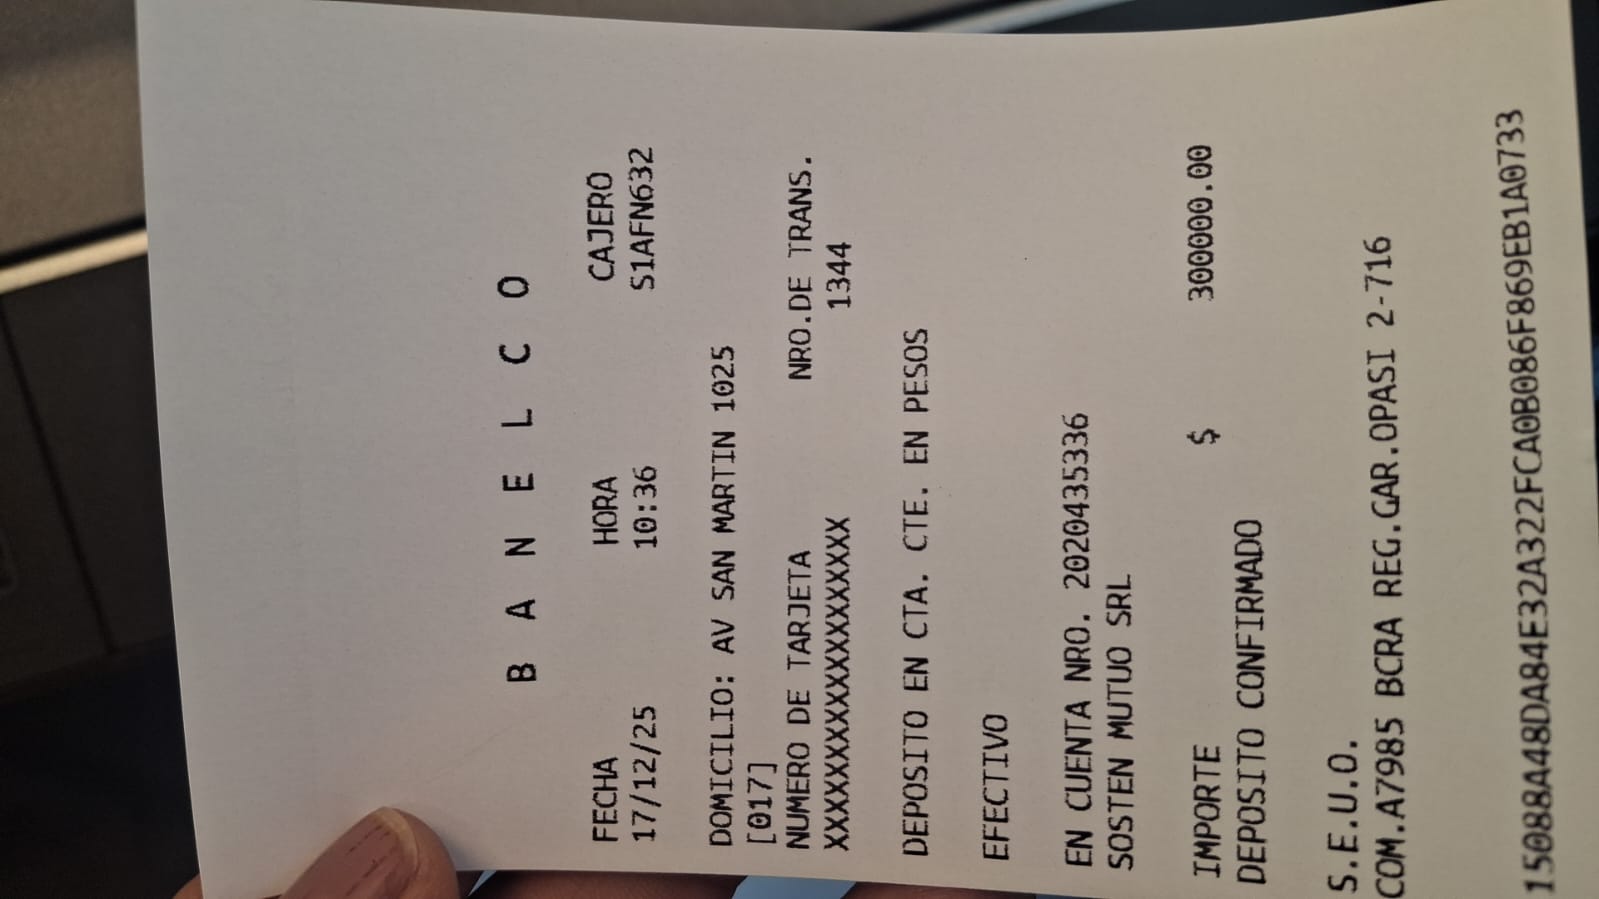 B A N E L C O
FECHA HORA CAJERO
17/12/25 10:36 S1AFN632
DOMICILIO: AV SAN MARTIN 1025
[017]
NUMERO DE TARJETA NRO.DE TRANS.
XXXXXXXXXXXXXXXXXXX 1344
DEPOSITO EN CTA. CTE. EN PESOS
EFECTIVO
EN CUENTA NRO. 2020435336
SOSTEN MUTUO SRL
IMPORTE $ 300000.00
DEPOSITO CONFIRMADO
S.E.U.O.
COM.A7985 BCRA REG.GAR.OPASI 2-716
15088A48DA84E32A322FCA0B086F869EB1A0733